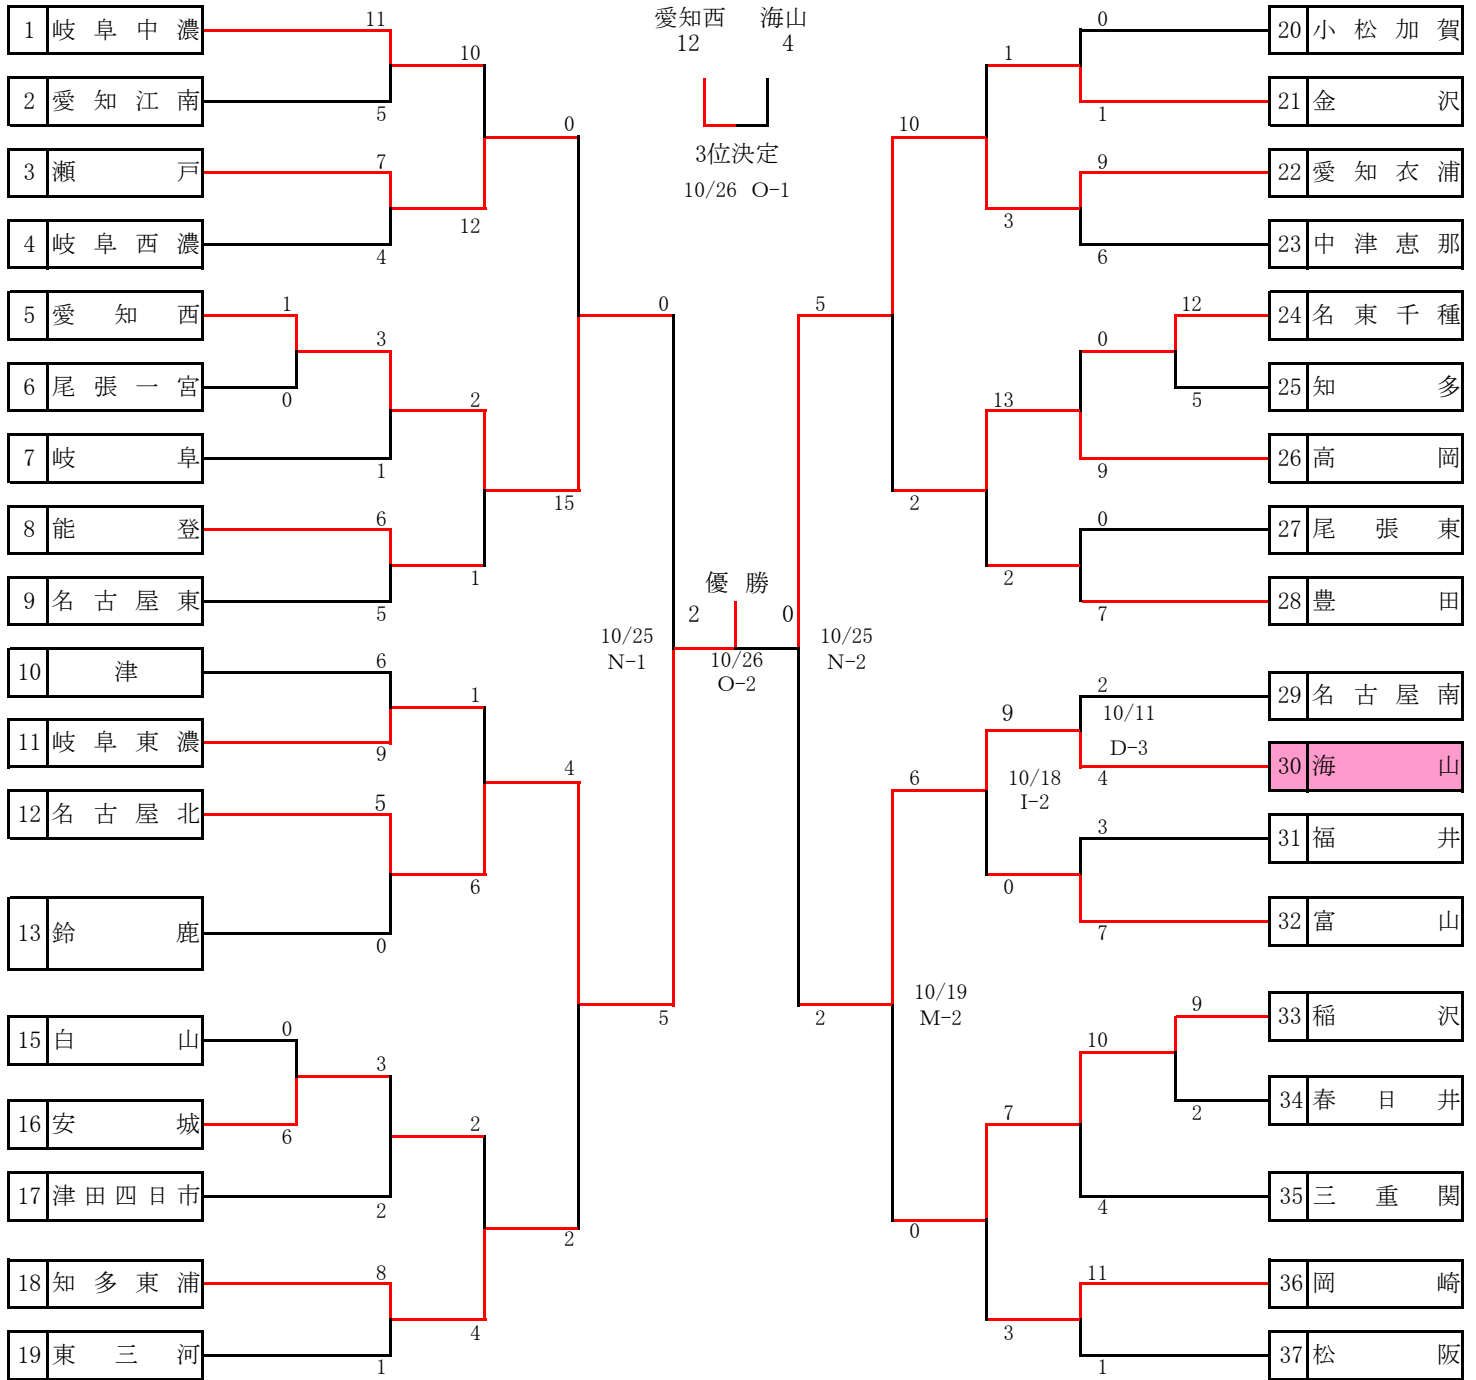 愛知西 海山
12 4
3位決定
10/26 O-1
1 岐阜中濃
11
10
2 愛知江南
5
0
3 瀬戸
7
12
4 岐阜西濃
4
0
5 愛知西
1
3
6 尾張一宮
0
2
7 岐阜
1
15
8 能登
6
1
9 名古屋東
5
10 津
6
1
11 岐阜東濃
9
4
12 名古屋北
5
6
13 鈴鹿
0
5
15 白山
0
3
16 安城
6
2
17 津田四日市
2
2
18 知多東浦
8
4
19 東三河
1
優勝
2 0
10/26
O-2
10/25
N-1
10/25
N-2
0
20 小松加賀
1
21 金沢
1
10
9
22 愛知衣浦
3
23 中津恵那
6
5
12
24 名東千種
0
25 知多
5
13
26 高岡
9
2
0
27 尾張東
2
28 豊田
7
2
29 名古屋南
9
10/11
D-3
30 海山
4
6
10/18
I-2
3
31 福井
0
32 富山
7
10/19
M-2
2
9
33 稲沢
10
34 春日井
2
7
35 三重関
4
0
11
36 岡崎
3
37 松阪
1